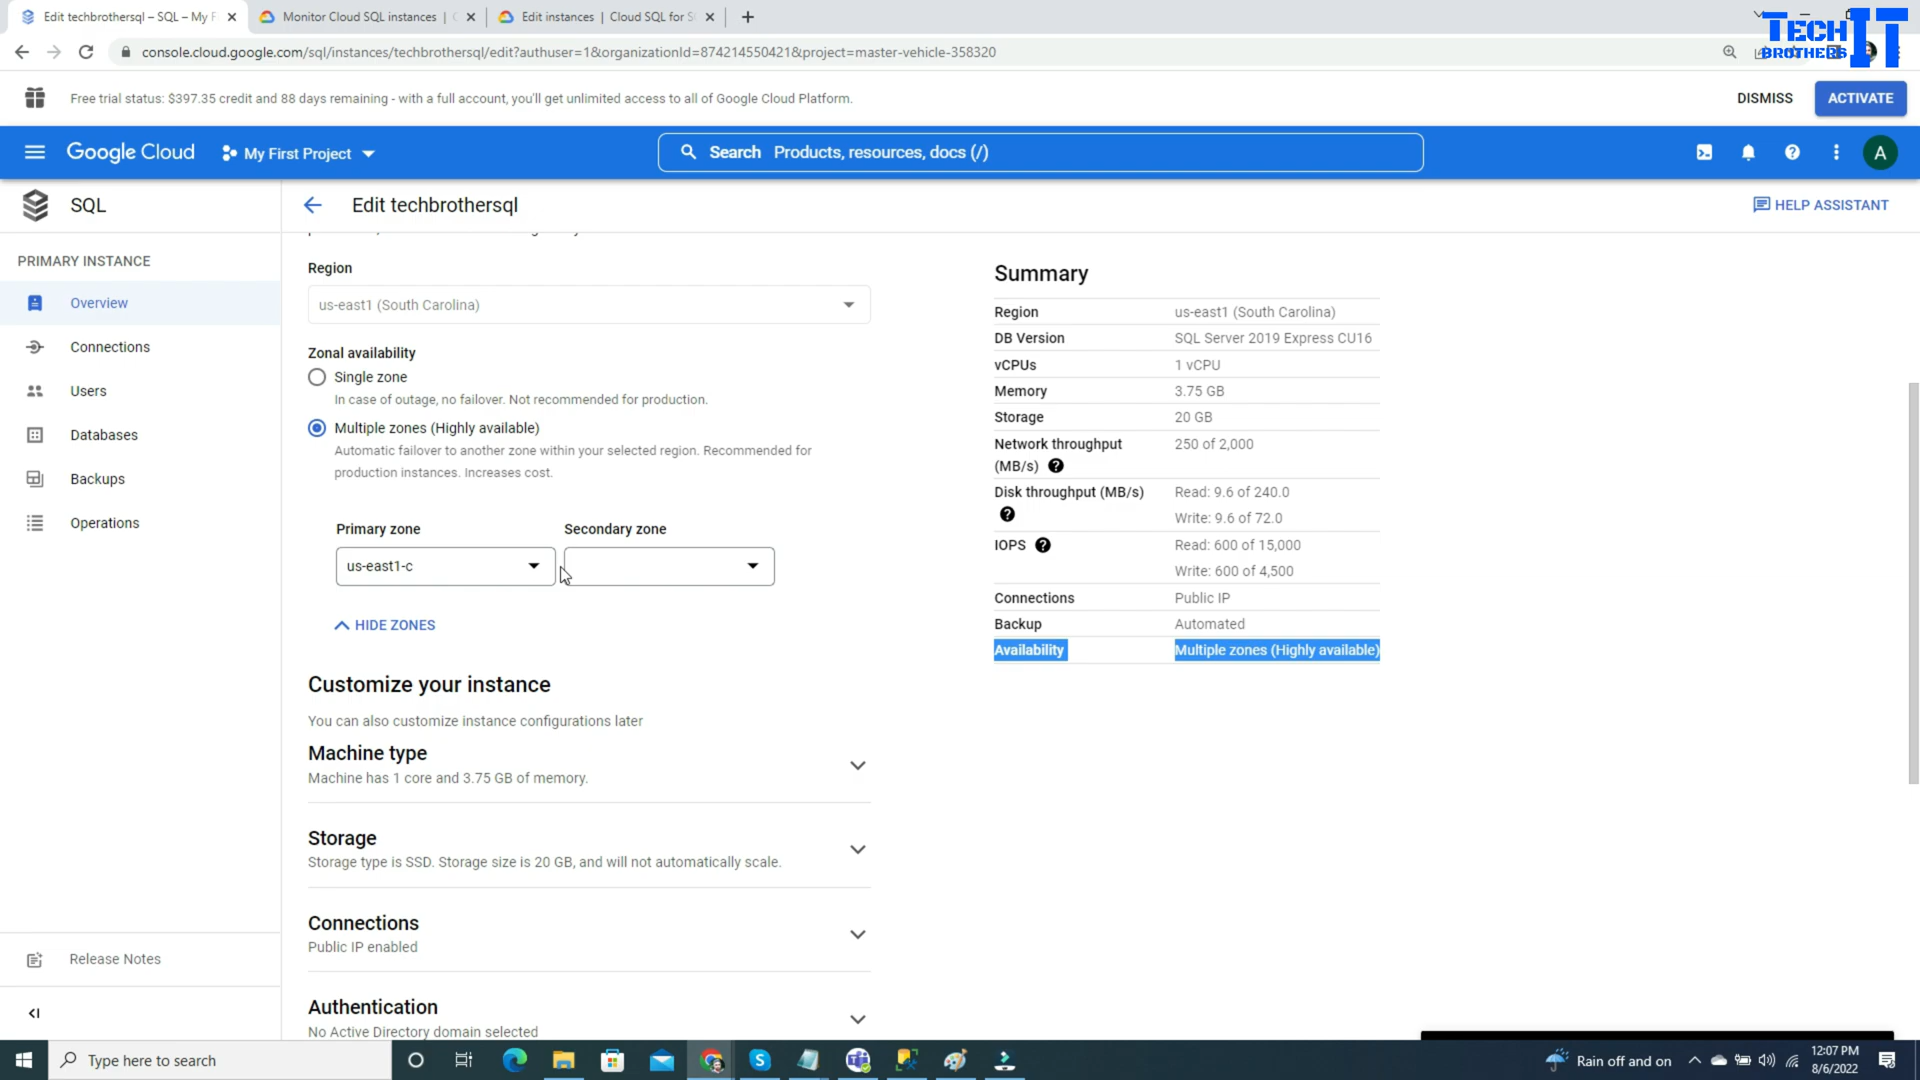 Edit techbrothersql – SQL – My F
Monitor Cloud SQL instances | C
Edit instances | Cloud SQL for S
console.cloud.google.com/sql/instances/techbrothersql/edit?authuser=1&organizationId=874214550421&project=master-vehicle-358320
TECH
BROTHERS
IT
Free trial status: $397.35 credit and 88 days remaining - with a full account, you'll get unlimited access to all of Google Cloud Platform.
DISMISS
ACTIVATE
Google Cloud
My First Project
Search Products, resources, docs (/)
A
SQL
Edit techbrothersql
HELP ASSISTANT
PRIMARY INSTANCE
Overview
Connections
Users
Databases
Backups
Operations
Release Notes
Region
us-east1 (South Carolina)
Zonal availability
Single zone
In case of outage, no failover. Not recommended for production.
Multiple zones (Highly available)
Automatic failover to another zone within your selected region. Recommended for
production instances. Increases cost.
Primary zone
Secondary zone
us-east1-c
HIDE ZONES
Customize your instance
You can also customize instance configurations later
Machine type
Machine has 1 core and 3.75 GB of memory.
Storage
Storage type is SSD. Storage size is 20 GB, and will not automatically scale.
Connections
Public IP enabled
Authentication
No Active Directory domain selected
Summary
Region us-east1 (South Carolina)
DB Version SQL Server 2019 Express CU16
vCPUs 1 vCPU
Memory 3.75 GB
Storage 20 GB
Network throughput 250 of 2,000
(MB/s)
Disk throughput (MB/s) Read: 9.6 of 240.0
Write: 9.6 of 72.0
IOPS Read: 600 of 15,000
Write: 600 of 4,500
Connections Public IP
Backup Automated
Availability Multiple zones (Highly available)
Type here to search
Rain off and on
12:07 PM
8/6/2022